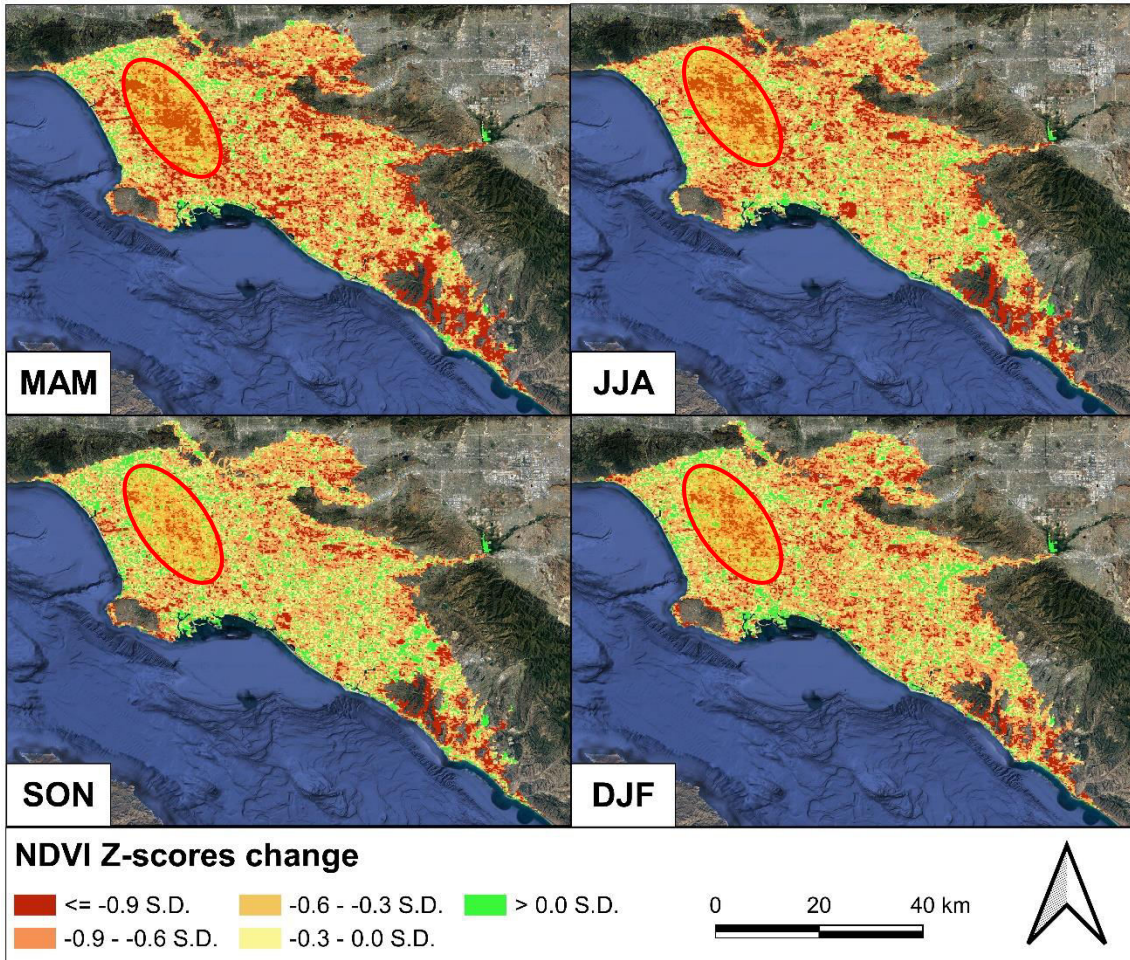 MAM
JJA
SON
DJF
NDVI Z-scores change
<= -0.9 S.D.
-0.6 - -0.3 S.D.
> 0.0 S.D.
0 20 40 km
-0.9 - -0.6 S.D.
-0.3 - 0.0 S.D.